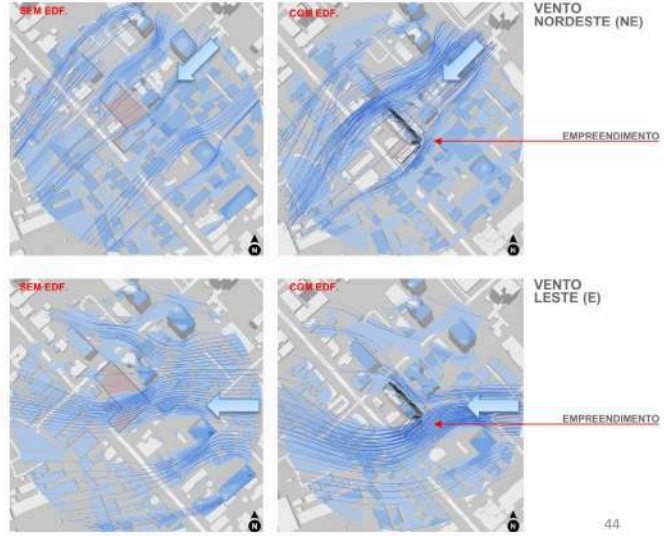 SEM EDF.
COM EDF.
VENTO
NORDESTE (NE)
EMPREENDIMENTO
N
N
SEM EDF.
COM EDF.
VENTO
LESTE (E)
EMPREENDIMENTO
N
N
44